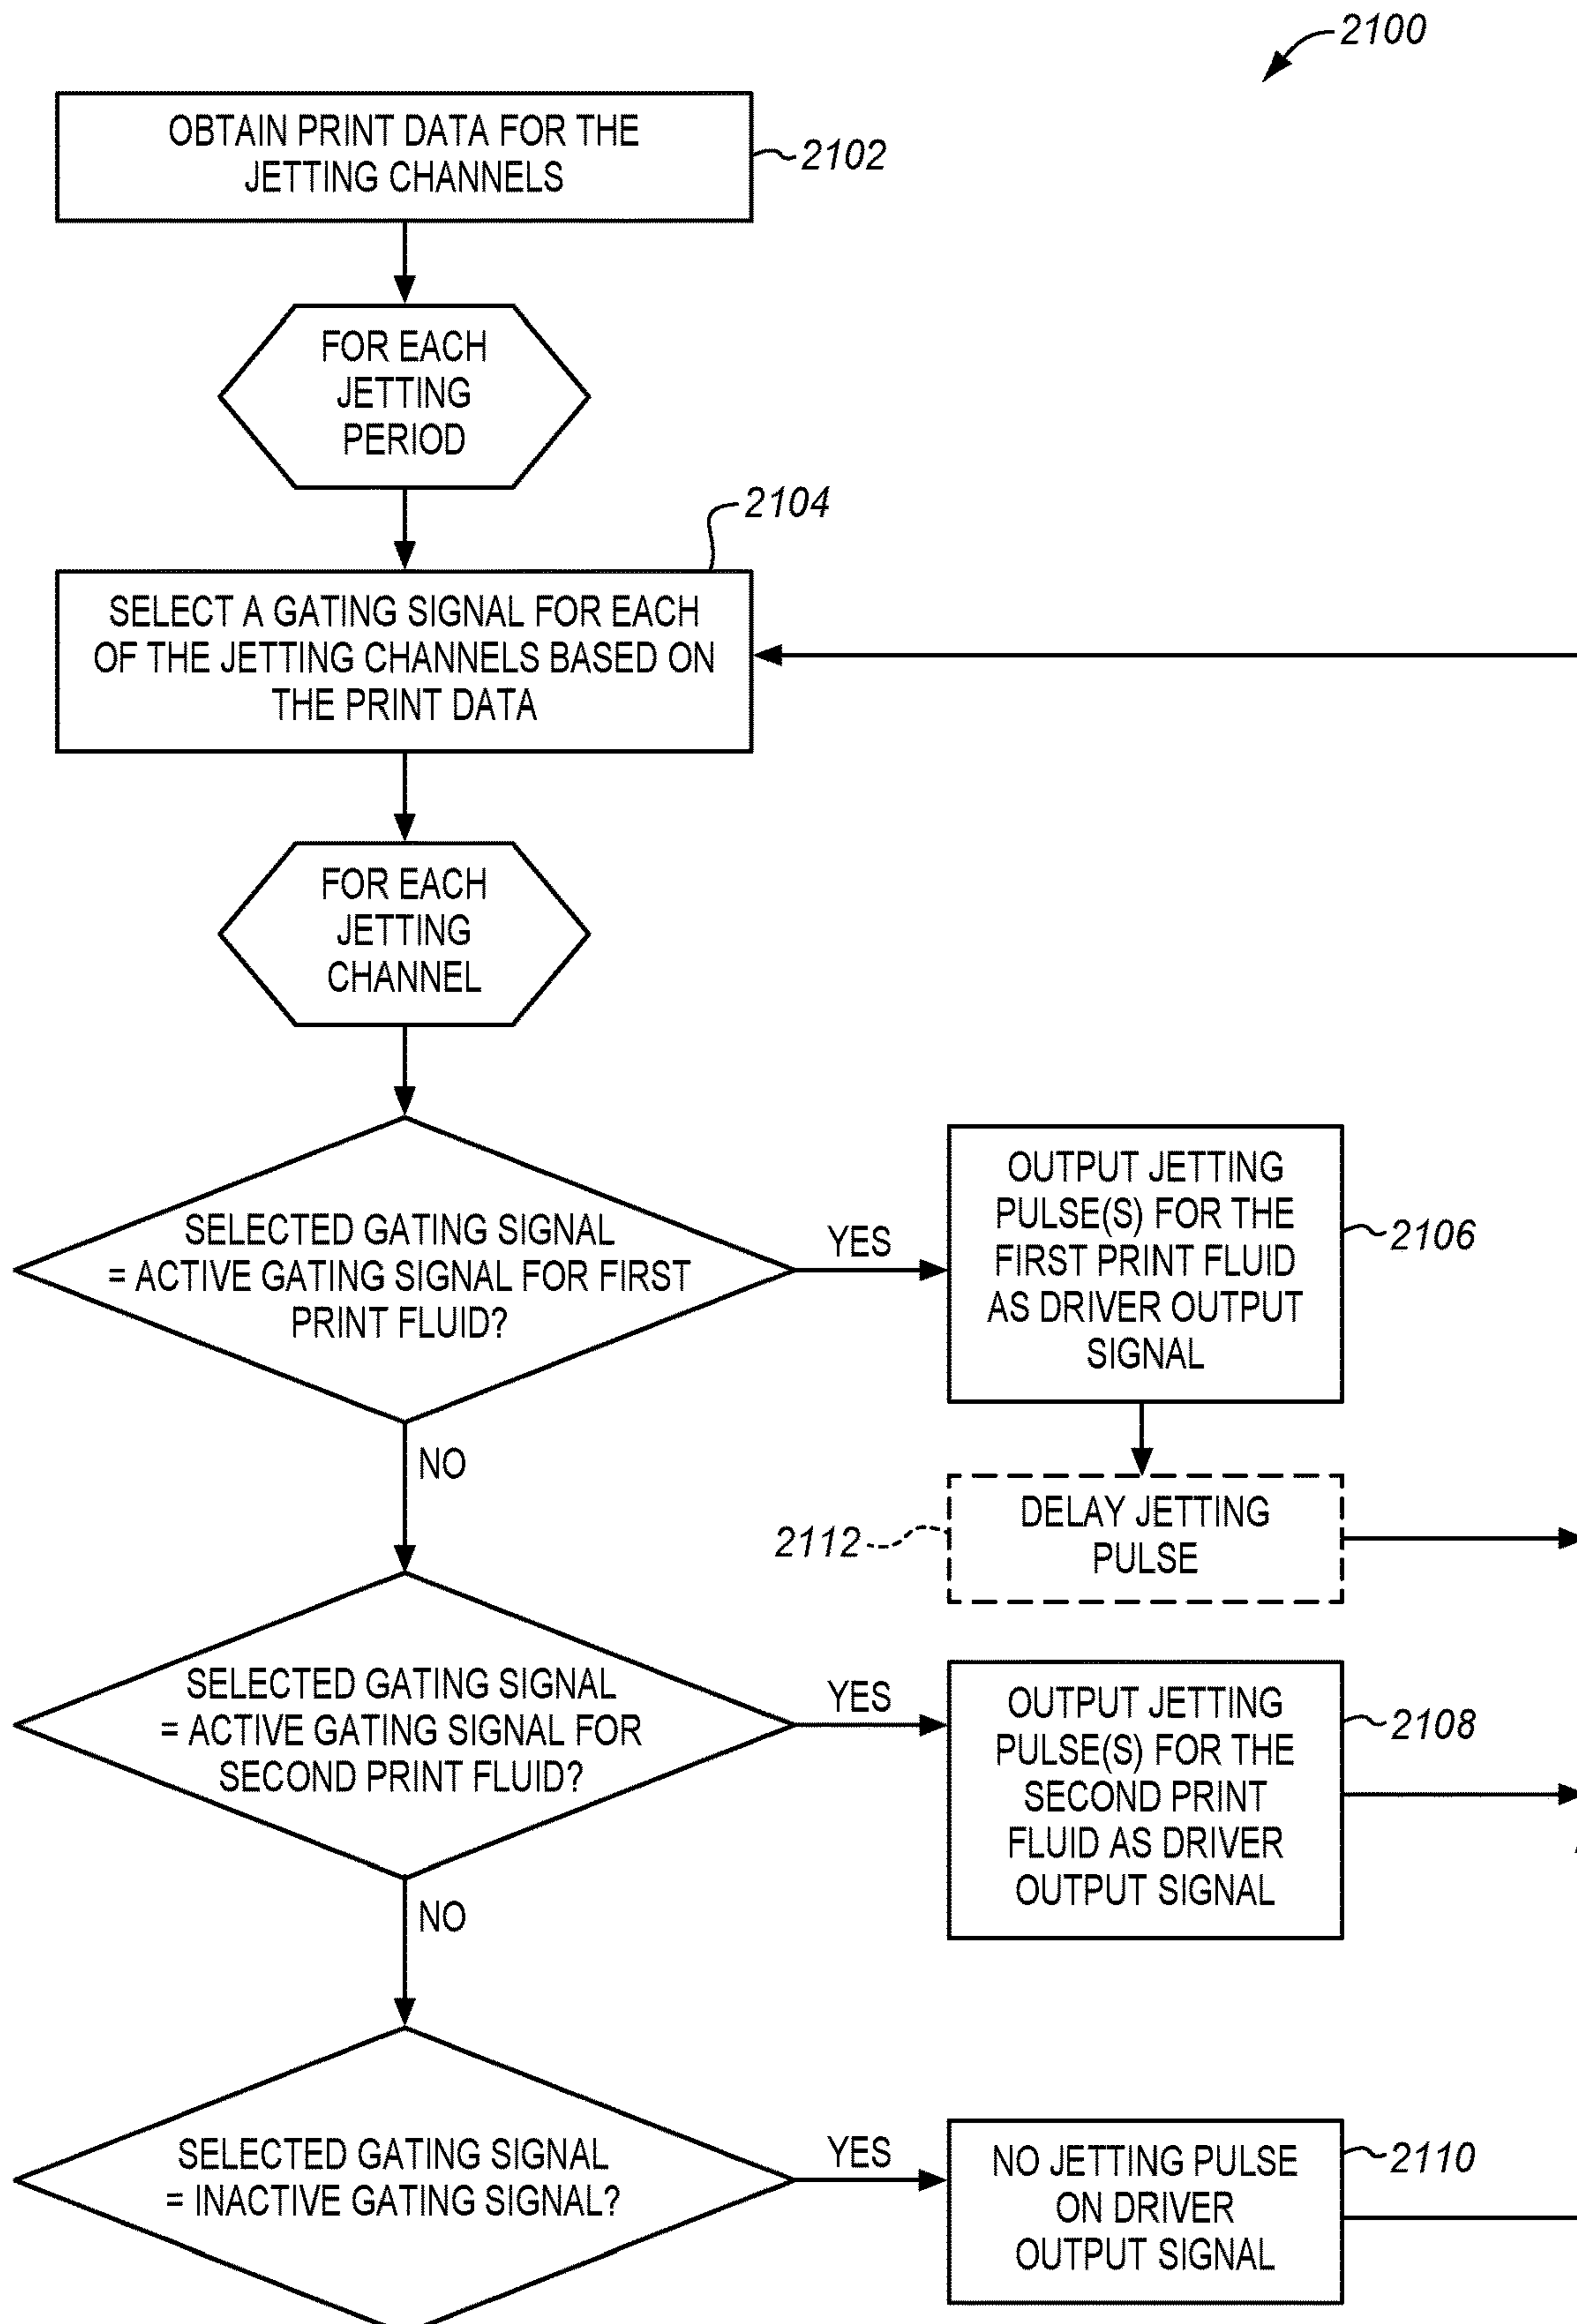 2100
OBTAIN PRINT DATA FOR THE
JETTING CHANNELS
2102
FOR EACH
JETTING
PERIOD
2104
SELECT A GATING SIGNAL FOR EACH
OF THE JETTING CHANNELS BASED ON
THE PRINT DATA
FOR EACH
JETTING
CHANNEL
SELECTED GATING SIGNAL
= ACTIVE GATING SIGNAL FOR FIRST
PRINT FLUID?
YES
OUTPUT JETTING
PULSE(S) FOR THE
FIRST PRINT FLUID
AS DRIVER OUTPUT
SIGNAL
2106
NO
2112
DELAY JETTING
PULSE
SELECTED GATING SIGNAL
= ACTIVE GATING SIGNAL FOR
SECOND PRINT FLUID?
YES
OUTPUT JETTING
PULSE(S) FOR THE
SECOND PRINT
FLUID AS DRIVER
OUTPUT SIGNAL
2108
NO
SELECTED GATING SIGNAL
= INACTIVE GATING SIGNAL?
YES
NO JETTING PULSE
ON DRIVER
OUTPUT SIGNAL
2110